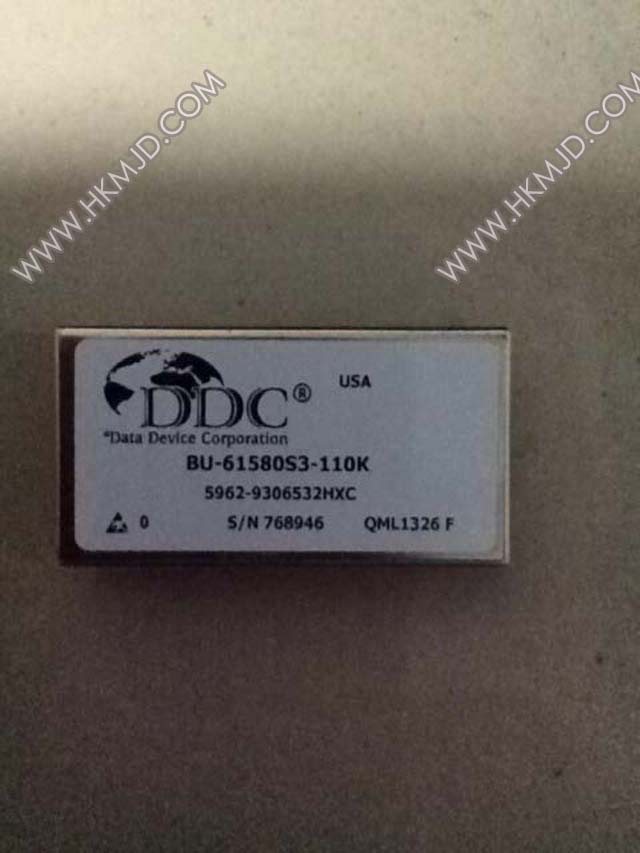 WWW.HKMJD.COM
WWW.HKMJD.COM
USA
DDC®
®Data Device Corporation
BU-61580S3-110K
5962-9306532HXC
0 S/N 768946 QML1326 F